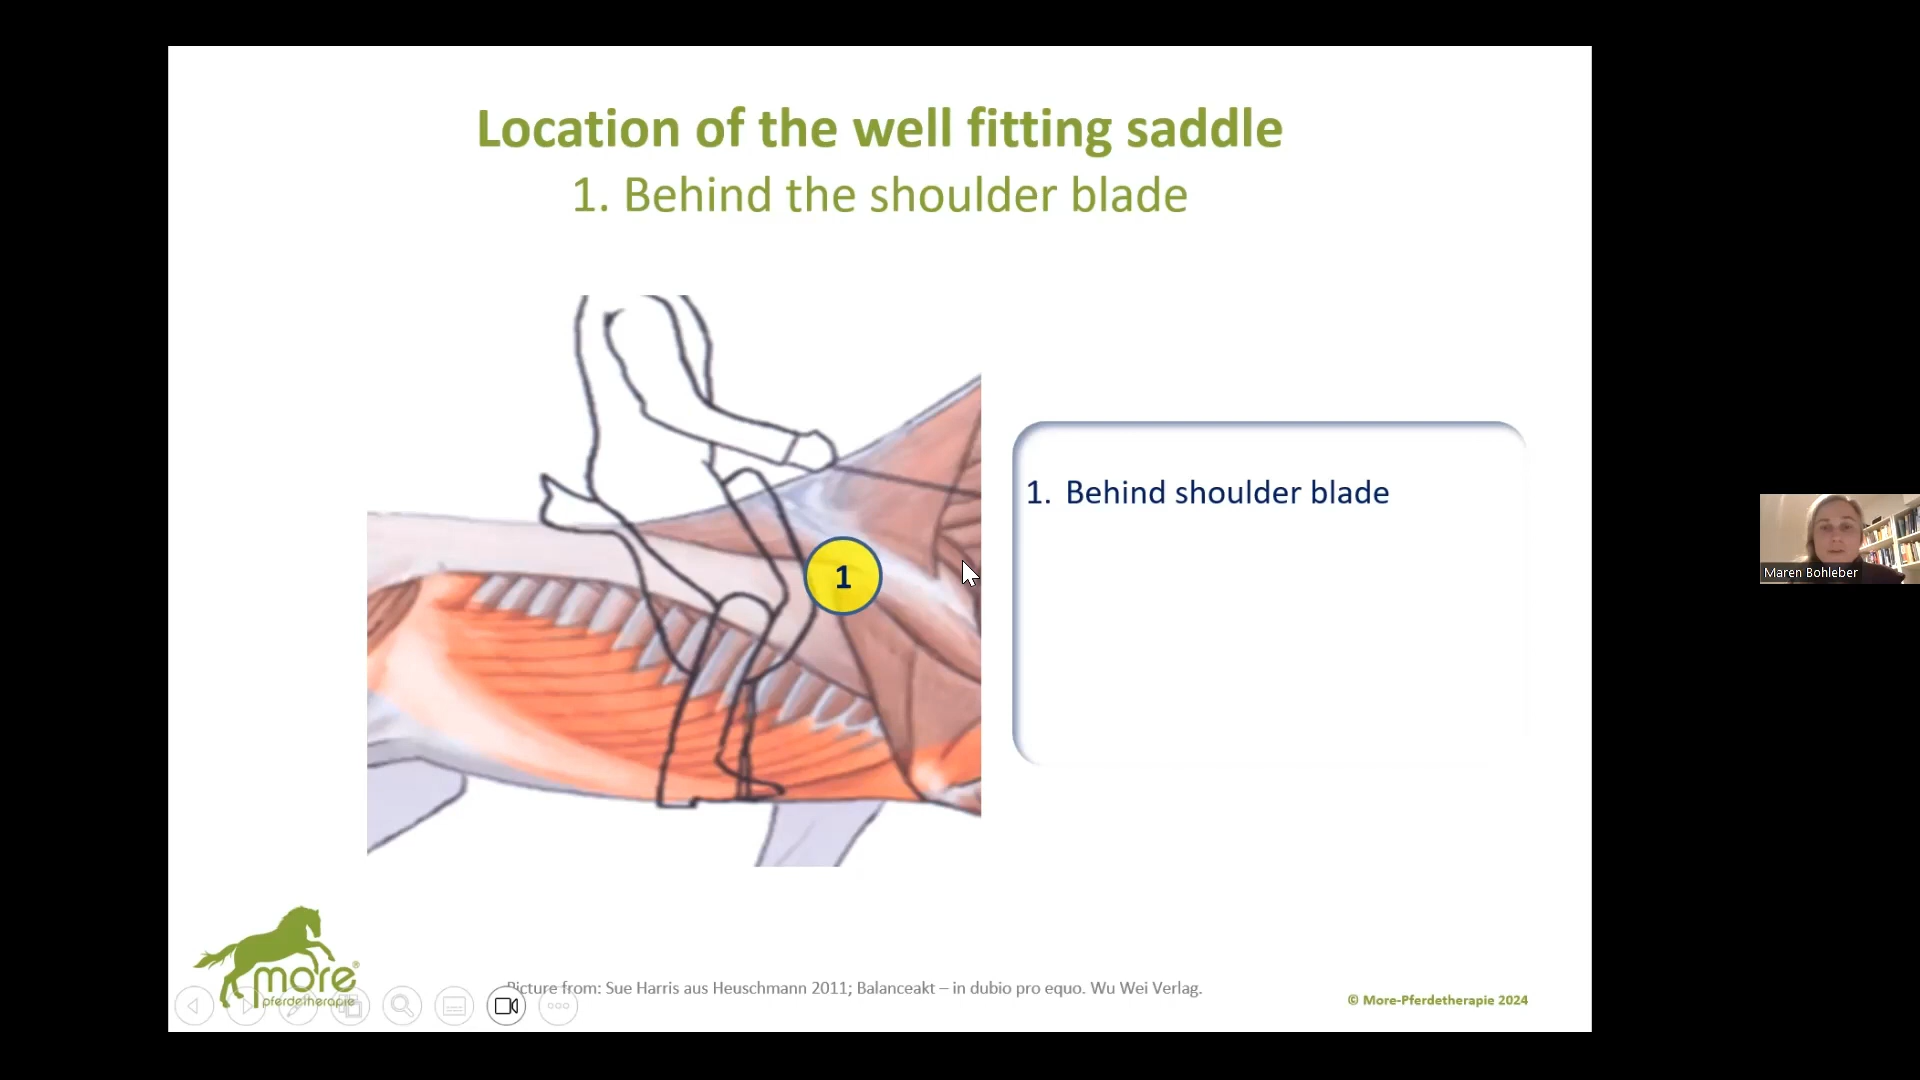 Location of the well fitting saddle
1. Behind the shoulder blade
1
1. Behind shoulder blade
Maren Bohleber
more®
pferdetherapie
Picture from: Sue Harris aus Heuschmann 2011; Balanceakt – in dubio pro equo. Wu Wei Verlag.
© More-Pferdetherapie 2024